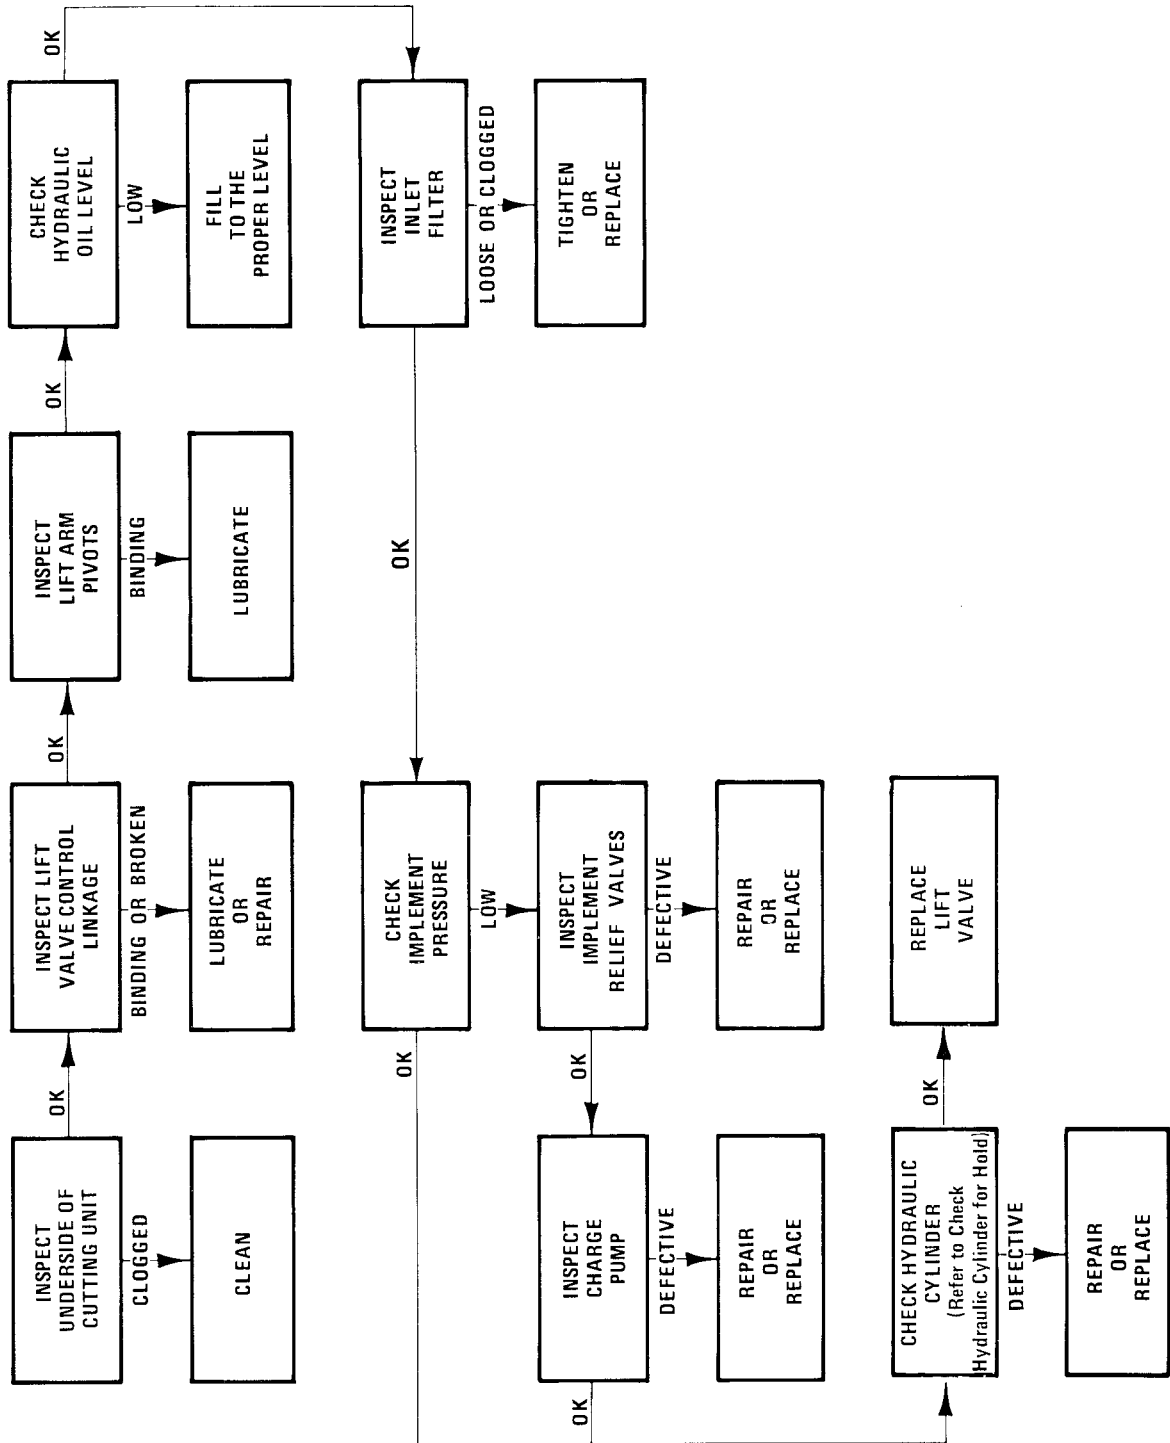 INSPECT
UNDERSIDE OF
CUTTING UNIT
CLOGGED
CLEAN
OK
INSPECT LIFT
VALVE CONTROL
LINKAGE
BINDING OR BROKEN
LUBRICATE
OR
REPAIR
OK
INSPECT
LIFT ARM
PIVOTS
BINDING
LUBRICATE
OK
CHECK
HYDRAULIC
OIL LEVEL
LOW
FILL
TO THE
PROPER LEVEL
OK
INSPECT
INLET
FILTER
LOOSE OR CLOGGED
TIGHTEN
OR
REPLACE
OK
CHECK
IMPLEMENT
PRESSURE
LOW
OK
INSPECT
IMPLEMENT
RELIEF VALVES
DEFECTIVE
REPAIR
OR
REPLACE
OK
INSPECT
CHARGE
PUMP
DEFECTIVE
REPAIR
OR
REPLACE
OK
CHECK HYDRAULIC
CYLINDER
(Refer to Check
Hydraulic Cylinder for Hold)
DEFECTIVE
REPAIR
OR
REPLACE
OK
REPLACE
LIFT
VALVE